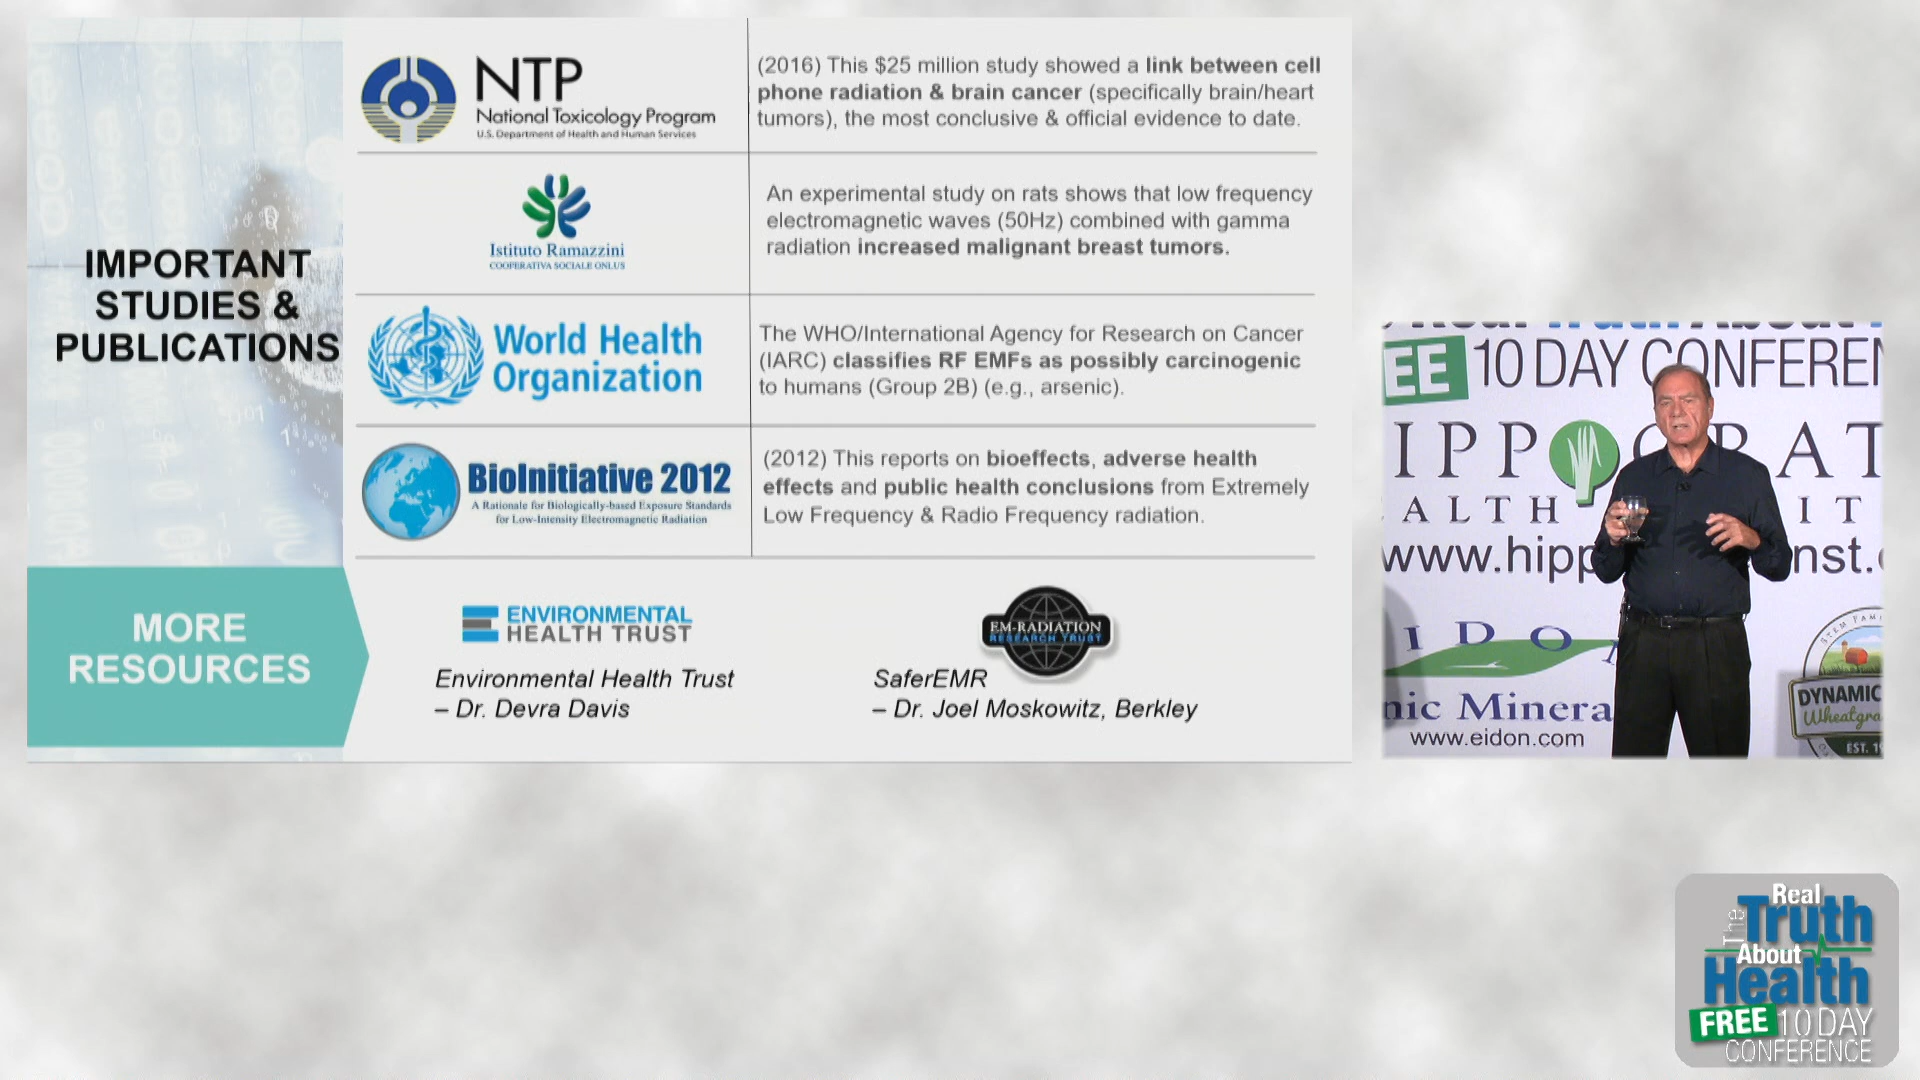 IMPORTANT
STUDIES &
PUBLICATIONS
NTP
National Toxicology Program
U.S. Department of Health and Human Services
(2016) This $25 million study showed a link between cell
phone radiation & brain cancer (specifically brain/heart
tumors), the most conclusive & official evidence to date.
Istituto Ramazzini
COOPERATIVA SOCIALE ONLUS
An experimental study on rats shows that low frequency
electromagnetic waves (50Hz) combined with gamma
radiation increased malignant breast tumors.
World Health
Organization
The WHO/International Agency for Research on Cancer
(IARC) classifies RF EMFs as possibly carcinogenic
to humans (Group 2B) (e.g., arsenic).
BioInitiative 2012
A Rationale for Biologically-based Exposure Standards
for Low-Intensity Electromagnetic Radiation
(2012) This reports on bioeffects, adverse health
effects and public health conclusions from Extremely
Low Frequency & Radio Frequency radiation.
MORE
RESOURCES
ENVIRONMENTAL
HEALTH TRUST
Environmental Health Trust
– Dr. Devra Davis
EM-RADIATION
RESEARCH TRUST
SaferEMR
– Dr. Joel Moskowitz, Berkley
EE 10 DAY CONFEREN
IPP RAT
ALTH IT
www.hipp nst.
IDO
nic Minera
www.eidon.com
STEM FAM
DYNAMIC
Wheatgra
EST. 1
The Real
Truth
About
Health
FREE 10 DAY
CONFERENCE